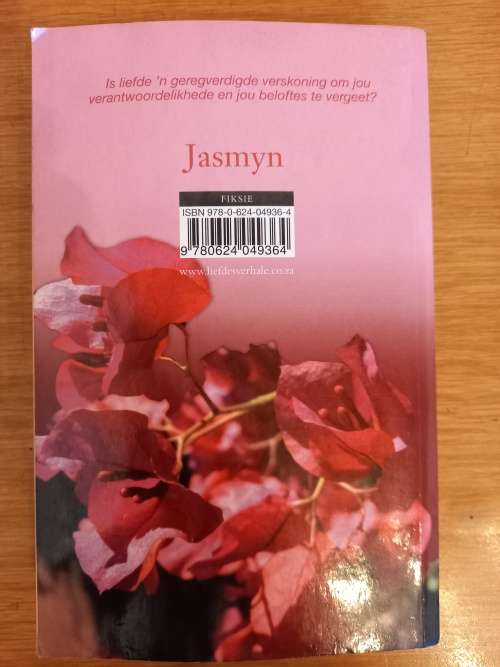 Is liefde 'n geregverdigde verskoning om jou
verantwoordelikhede en jou beloftes te vergeet?
Jasmyn
FIKSIE
ISBN 978-0-624-04936-4
9 780624 049364
www.liefdesverhale.co.za